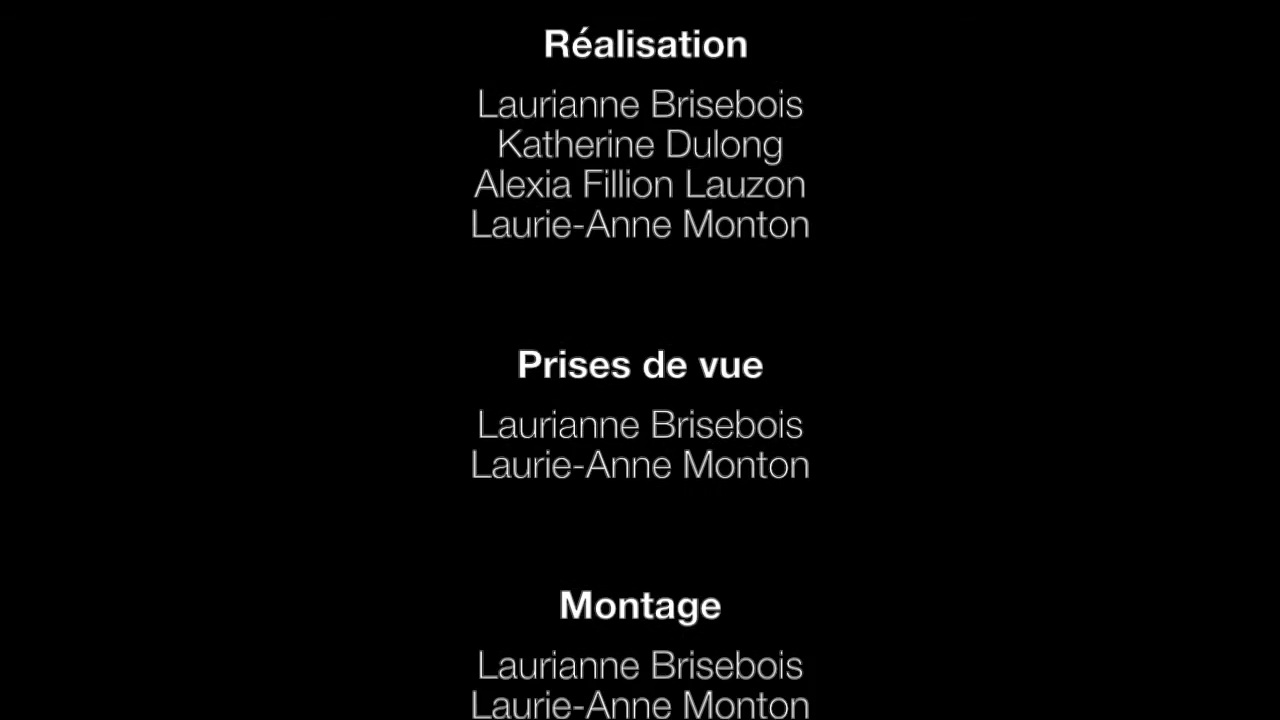 Réalisation
Laurianne Brisebois
Katherine Dulong
Alexia Fillion Lauzon
Laurie-Anne Monton
Prises de vue
Laurianne Brisebois
Laurie-Anne Monton
Montage
Laurianne Brisebois
Laurie-Anne Monton